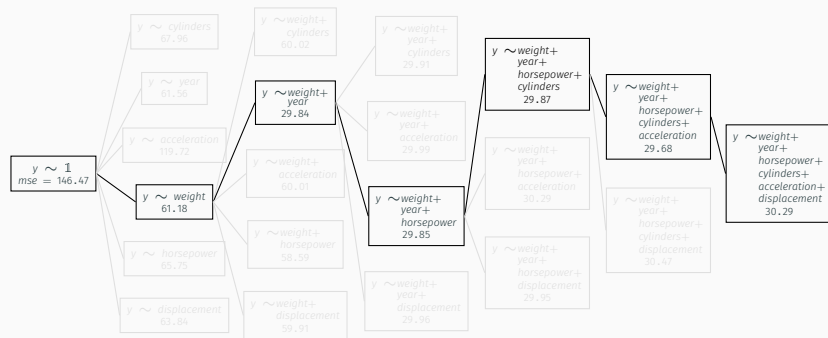 y ∼ 𝟙
mse = 146.47
y ∼ cylinders
67.96
y ∼ year
61.56
y ∼ acceleration
119.72
y ∼ weight
61.18
y ∼ horsepower
65.75
y ∼ displacement
63.84
y ∼weight+
cylinders
60.02
y ∼weight+
year
29.84
y ∼weight+
acceleration
60.01
y ∼weight+
horsepower
58.59
y ∼weight+
displacement
59.91
y ∼weight+
year+
cylinders
29.91
y ∼weight+
year+
acceleration
29.99
y ∼weight+
year+
horsepower
29.85
y ∼weight+
year+
displacement
29.96
y ∼weight+
year+
horsepower+
cylinders
29.87
y ∼weight+
year+
horsepower+
acceleration
30.29
y ∼weight+
year+
horsepower+
displacement
29.95
y ∼weight+
year+
horsepower+
cylinders+
acceleration
29.68
y ∼weight+
year+
horsepower+
cylinders+
displacement
30.47
y ∼weight+
year+
horsepower+
cylinders+
acceleration+
displacement
30.29